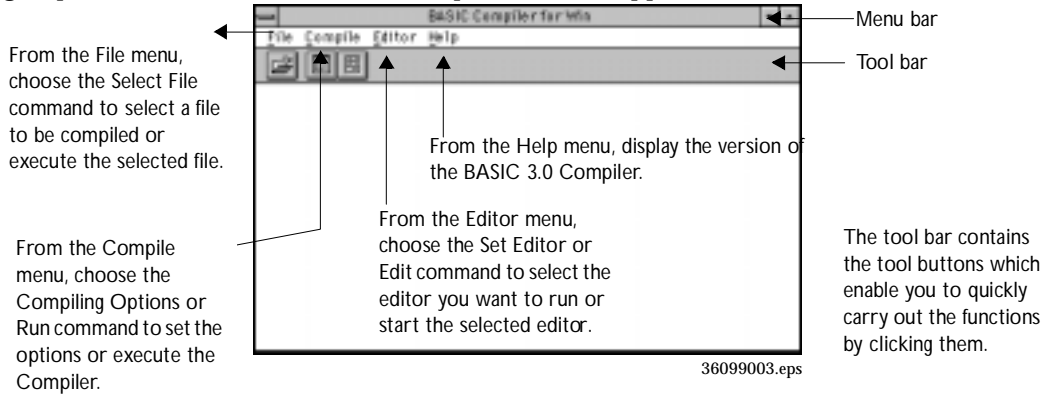 BASIC Compiler for Win
Menu bar
File Compile Editor Help
Tool bar
From the File menu,
choose the Select File
command to select a file
to be compiled or
execute the selected file.
From the Help menu, display the version of
the BASIC 3.0 Compiler.
From the Editor menu,
choose the Set Editor or
Edit command to select the
editor you want to run or
start the selected editor.
From the Compile
menu, choose the
Compiling Options or
Run command to set the
options or execute the
Compiler.
The tool bar contains
the tool buttons which
enable you to quickly
carry out the functions
by clicking them.
36099003.eps